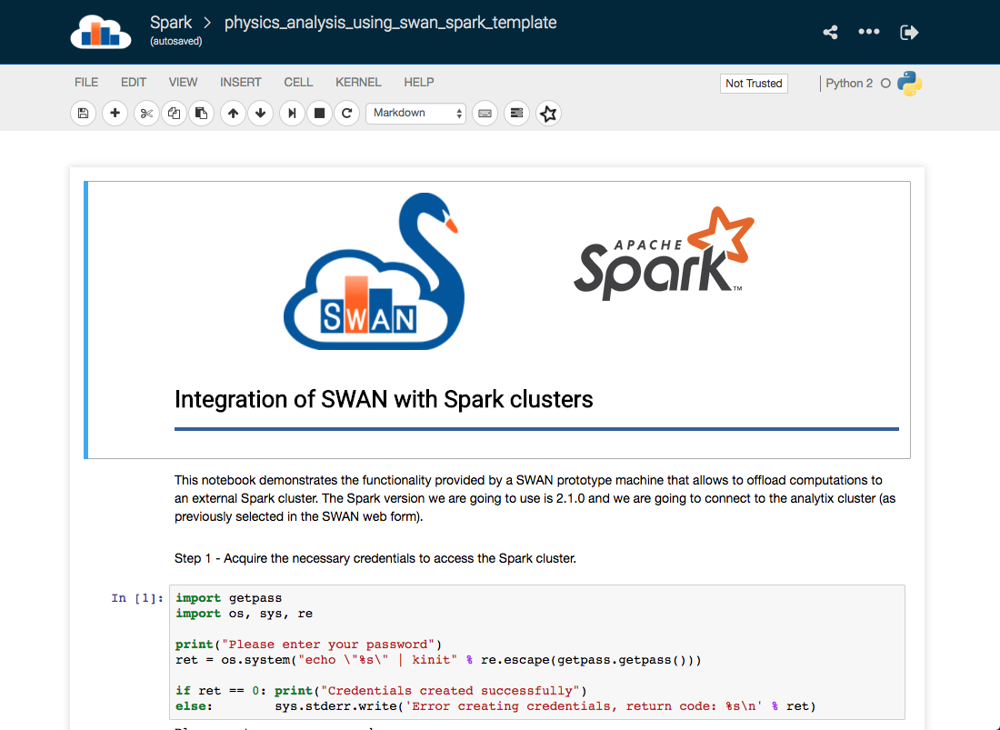 Spark > physics_analysis_using_swan_spark_template
(autosaved)
FILE EDIT VIEW INSERT CELL KERNEL HELP
Not Trusted
Python 2
Markdown
SWAN
APACHE
Spark™
Integration of SWAN with Spark clusters
This notebook demonstrates the functionality provided by a SWAN prototype machine that allows to offload computations to
an external Spark cluster. The Spark version we are going to use is 2.1.0 and we are going to connect to the analytix cluster (as
previously selected in the SWAN web form).
Step 1 - Acquire the necessary credentials to access the Spark cluster.
In [1]:
import getpass
import os, sys, re
print("Please enter your password")
ret = os.system("echo \"%s\" | kinit" % re.escape(getpass.getpass()))
if ret == 0: print("Credentials created successfully")
else:        sys.stderr.write('Error creating credentials, return code: %s\n' % ret)